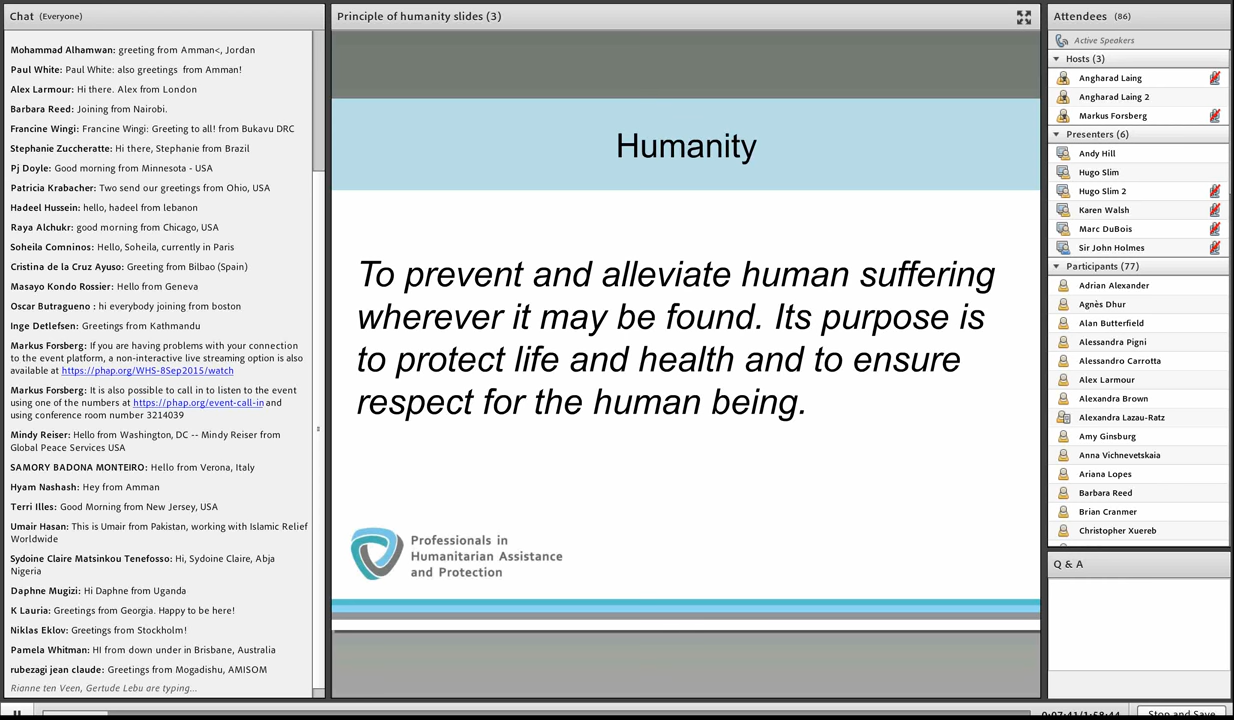 Chat (Everyone)
Mohammad Alhamwan: greeting from Amman<, Jordan
Paul White: Paul White: also greetings from Amman!
Alex Larmour: Hi there. Alex from London
Barbara Reed: Joining from Nairobi.
Francine Wingi: Francine Wingi: Greeting to all! from Bukavu DRC
Stephanie Zuccheratte: Hi there, Stephanie from Brazil
Pj Doyle: Good morning from Minnesota - USA
Patricia Krabacher: Two send our greetings from Ohio, USA
Hadeel Hussein: hello, hadeel from lebanon
Raya Alchukr: good morning from Chicago, USA
Soheila Comninos: Hello, Soheila, currently in Paris
Cristina de la Cruz Ayuso: Greeting from Bilbao (Spain)
Masayo Kondo Rossier: Hello from Geneva
Oscar Butragueno : hi everybody joining from boston
Inge Detlefsen: Greetings from Kathmandu
Markus Forsberg: If you are having problems with your connection
to the event platform, a non-interactive live streaming option is also
available at https://phap.org/WHS-8Sep2015/watch
Markus Forsberg: It is also possible to call in to listen to the event
using one of the numbers at https://phap.org/event-call-in and
using conference room number 3214039
Mindy Reiser: Hello from Washington, DC -- Mindy Reiser from
Global Peace Services USA
SAMORY BADONA MONTEIRO: Hello from Verona, Italy
Hyam Nashash: Hey from Amman
Terri Illes: Good Morning from New Jersey, USA
Umair Hasan: This is Umair from Pakistan, working with Islamic Relief
Worldwide
Sydoine Claire Matsinkou Tenefosso: Hi, Sydoine Claire, Abja
Nigeria
Daphne Mugizi: Hi Daphne from Uganda
K Lauria: Greetings from Georgia. Happy to be here!
Niklas Eklov: Greetings from Stockholm!
Pamela Whitman: HI from down under in Brisbane, Australia
rubezagi jean claude: Greetings from Mogadishu, AMISOM
Rianne ten Veen, Gertude Lebu are typing...
Principle of humanity slides (3)
Humanity
To prevent and alleviate human suffering
wherever it may be found. Its purpose is
to protect life and health and to ensure
respect for the human being.
Professionals in
Humanitarian Assistance
and Protection
Attendees (86)
Active Speakers
Hosts (3)
Angharad Laing
Angharad Laing 2
Markus Forsberg
Presenters (6)
Andy Hill
Hugo Slim
Hugo Slim 2
Karen Walsh
Marc DuBois
Sir John Holmes
Participants (77)
Adrian Alexander
Agnès Dhur
Alan Butterfield
Alessandra Pigni
Alessandro Carrotta
Alex Larmour
Alexandra Brown
Alexandra Lazau-Ratz
Amy Ginsburg
Anna Vichnevetskaia
Ariana Lopes
Barbara Reed
Brian Cranmer
Christopher Xuereb
Q & A
0:07:41/1:58:44
Stop and Save